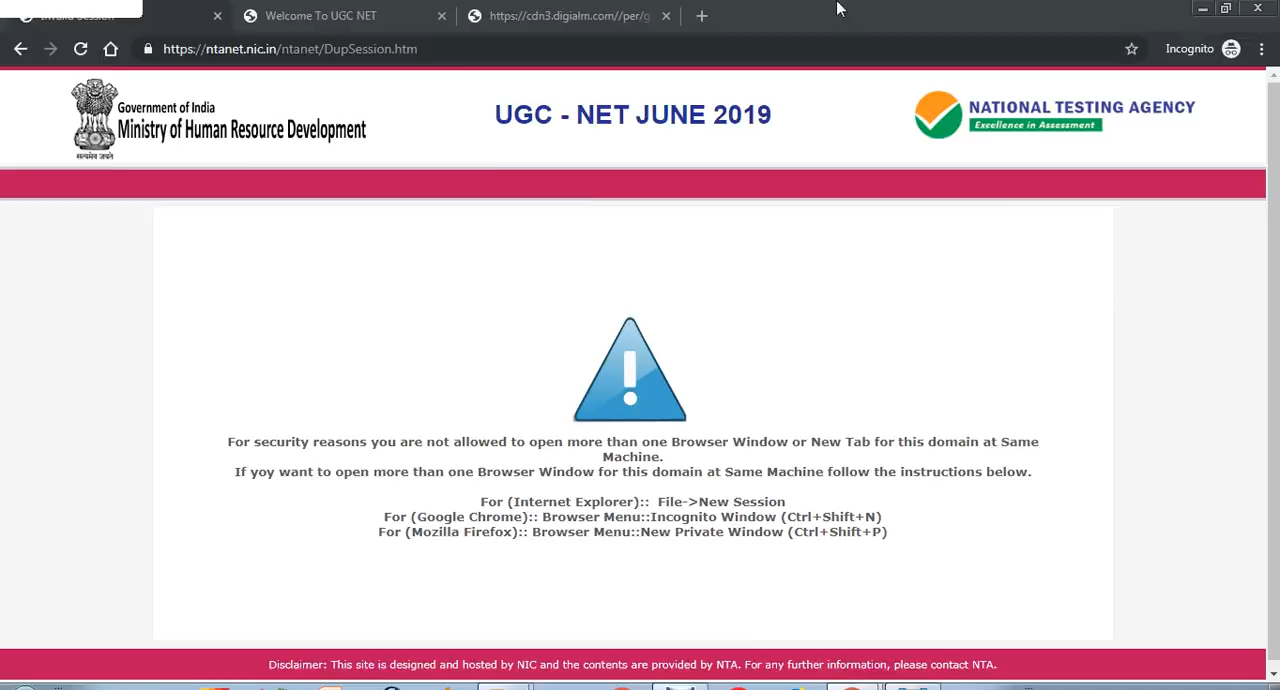 Welcome To UGC NET
https://cdn3.digialm.com//per/g
https://ntanet.nic.in/ntanet/DupSession.htm
Incognito
Government of India
Ministry of Human Resource Development
सत्यमेव जयते
UGC - NET JUNE 2019
NATIONAL TESTING AGENCY
Excellence in Assessment
For security reasons you are not allowed to open more than one Browser Window or New Tab for this domain at Same
Machine.
If yoy want to open more than one Browser Window for this domain at Same Machine follow the instructions below.
For (Internet Explorer):: File->New Session
For (Google Chrome):: Browser Menu::Incognito Window (Ctrl+Shift+N)
For (Mozilla Firefox):: Browser Menu::New Private Window (Ctrl+Shift+P)
Disclaimer: This site is designed and hosted by NIC and the contents are provided by NTA. For any further information, please contact NTA.